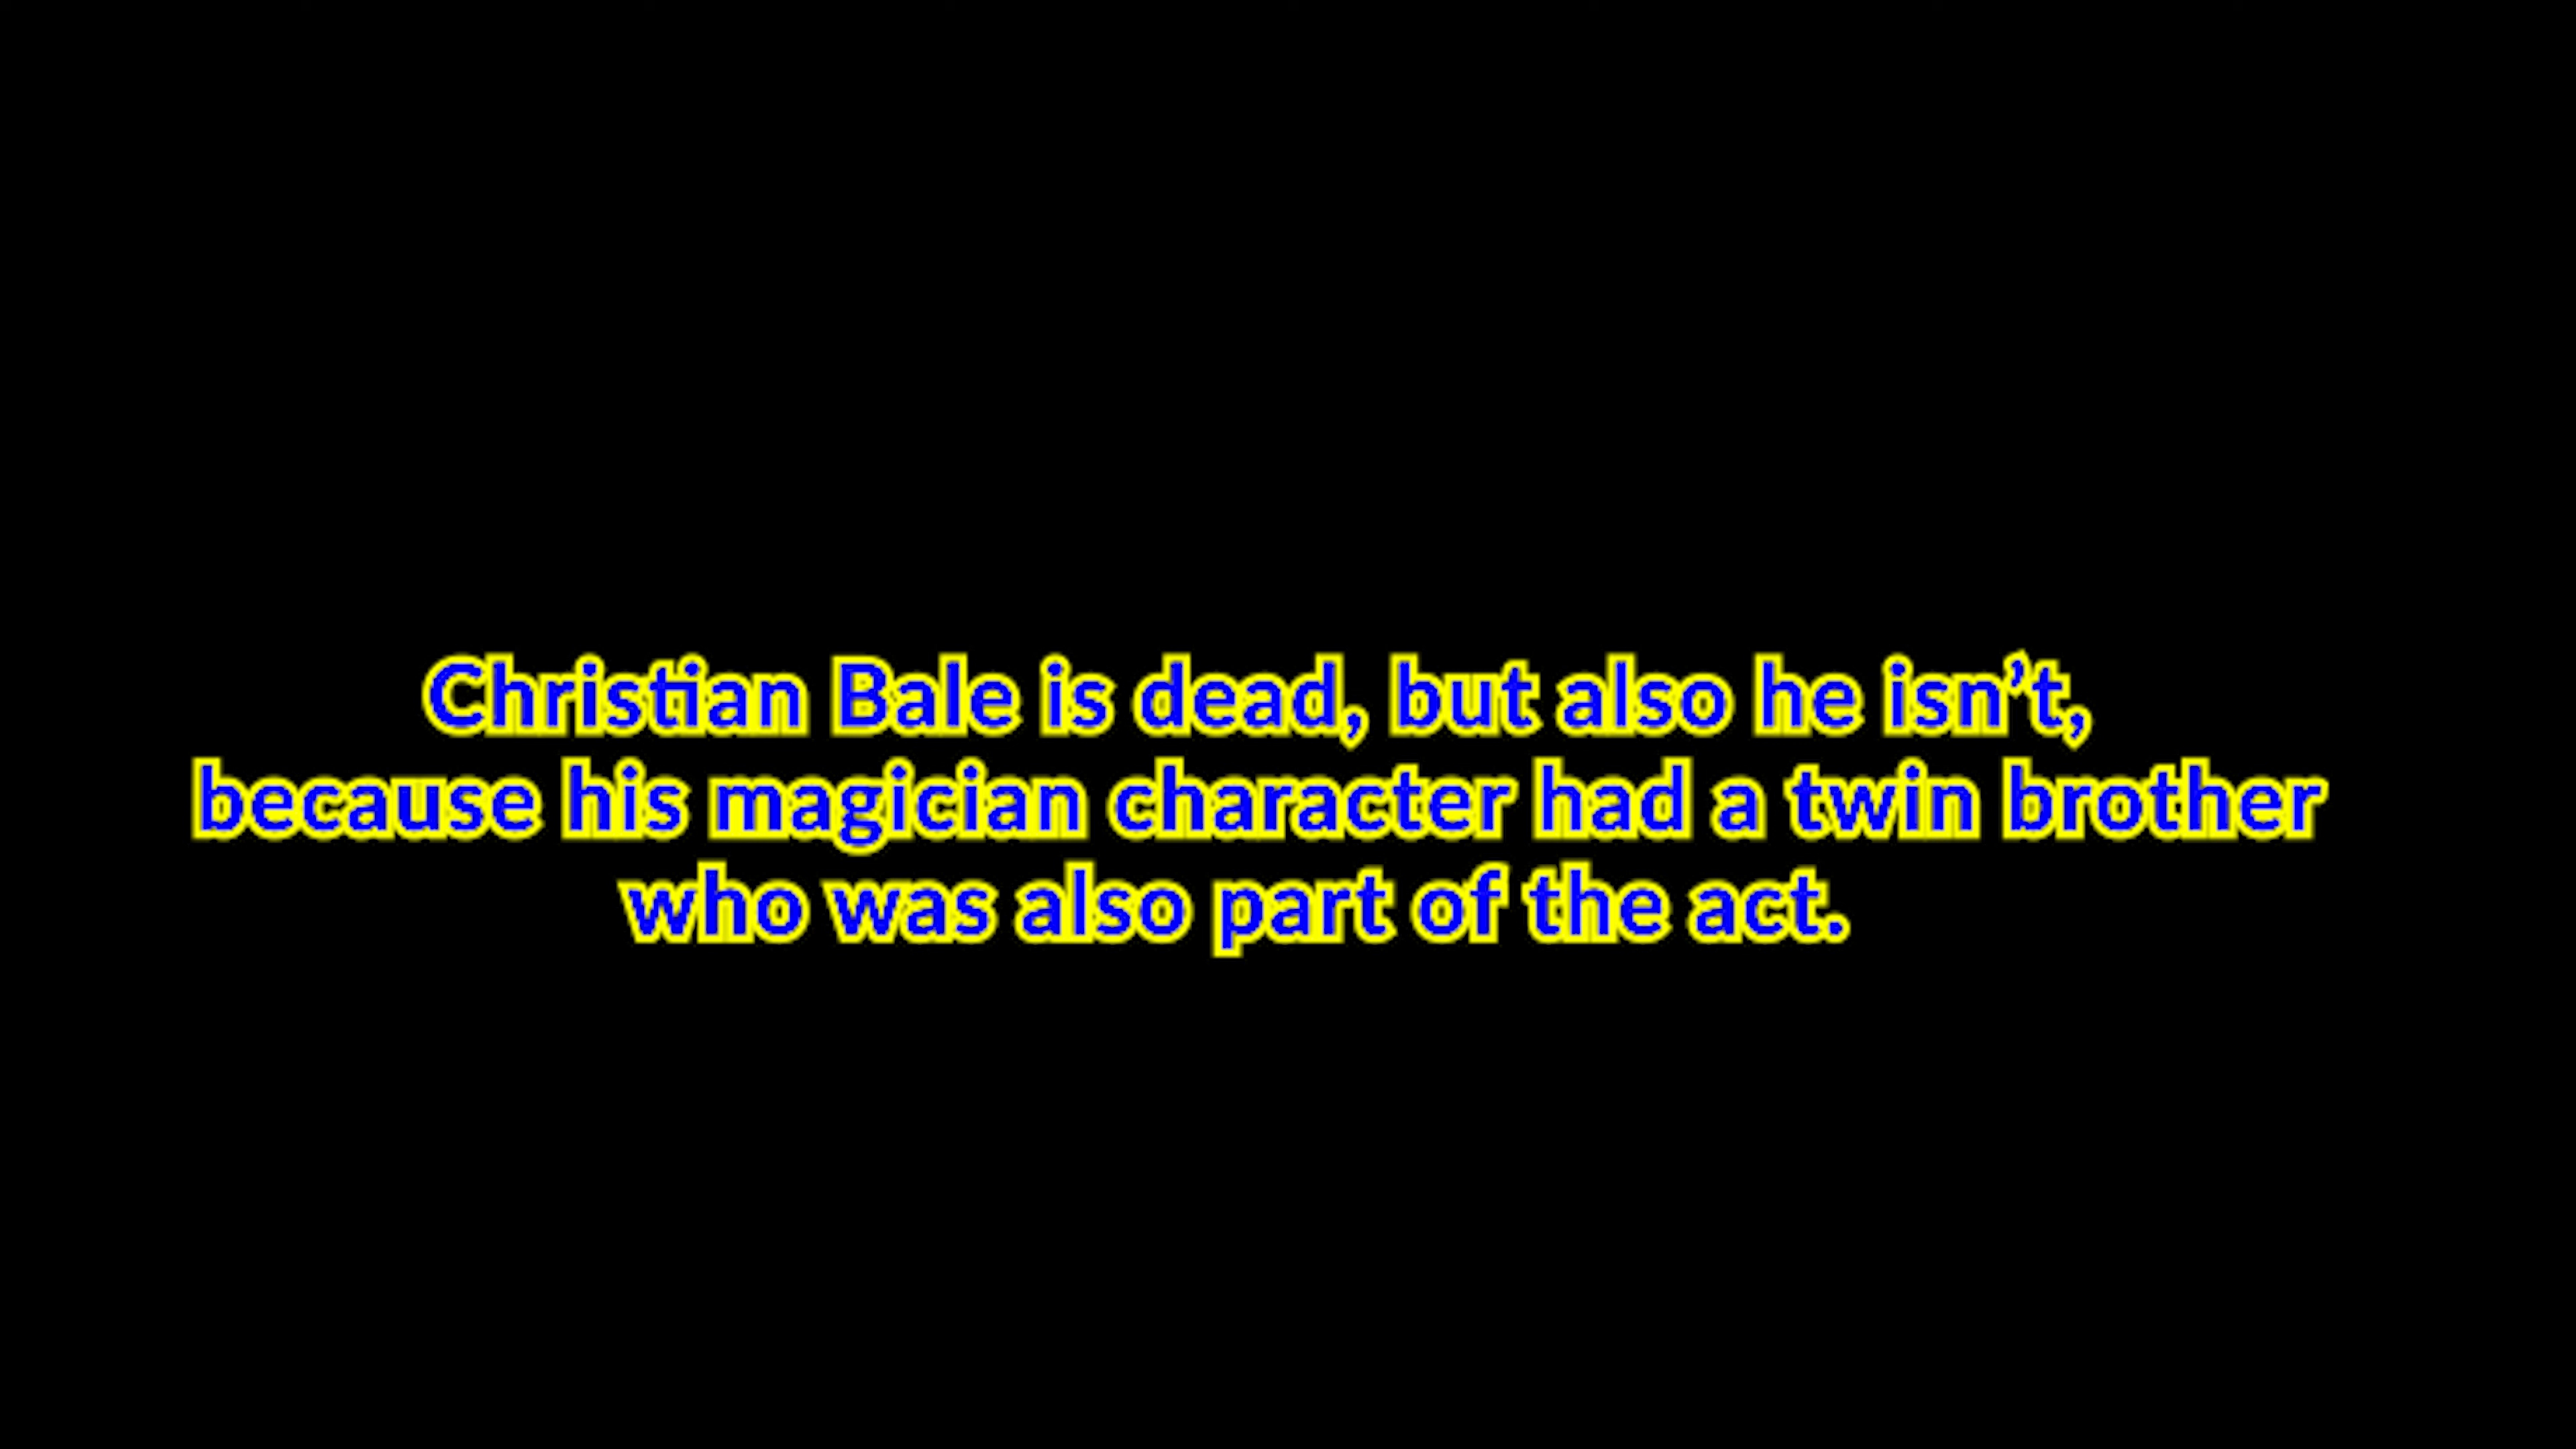 Christian Bale is dead, but also he isn’t,
because his magician character had a twin brother
who was also part of the act.